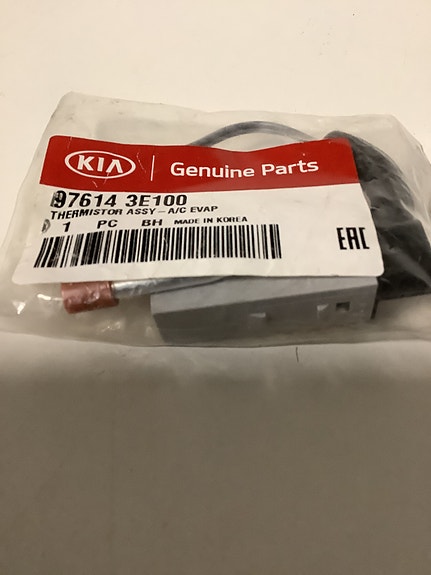 KIA Genuine Parts
97614 3E100
THERMISTOR ASSY-A/C EVAP
1 PC BH MADE IN KOREA
EAC